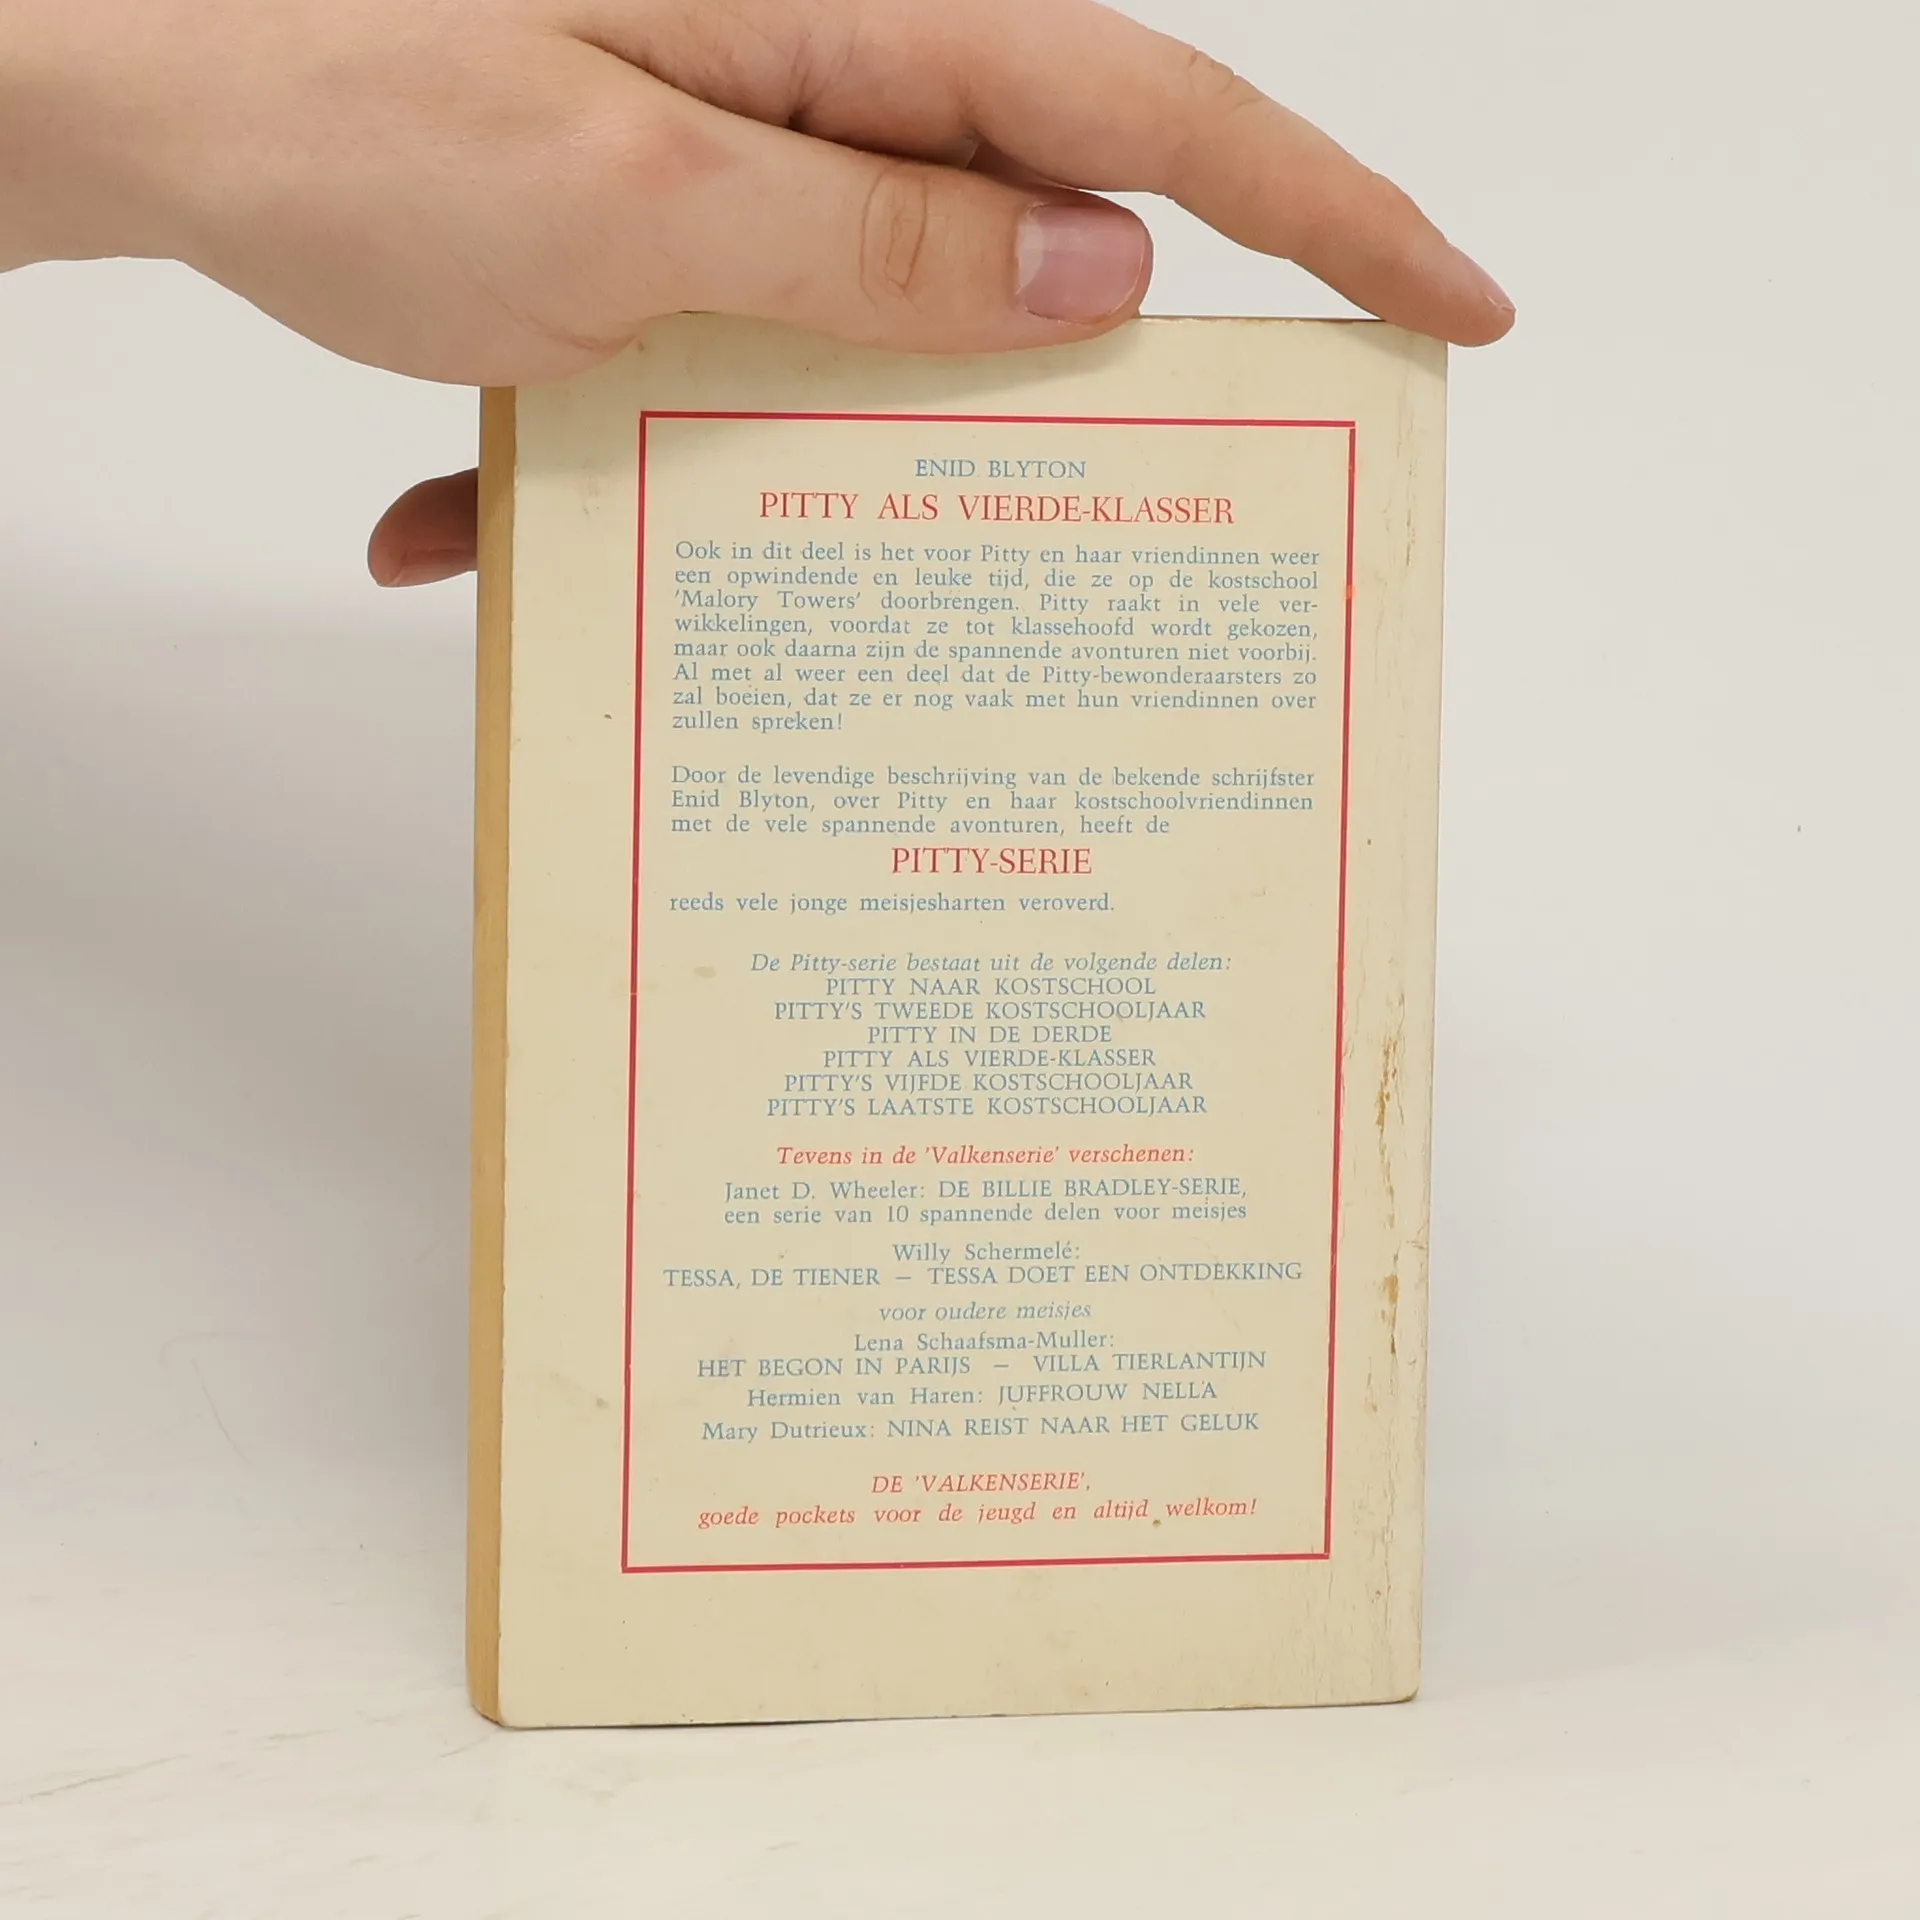 ENID BLYTON
PITTY ALS VIERDE-KLASSER
Ook in dit deel is het voor Pitty en haar vriendinnen weer
een opwindende en leuke tijd, die ze op de kostschool
'Malory Towers' doorbrengen. Pitty raakt in vele ver-
wikkelingen, voordat ze tot klassehoofd wordt gekozen,
maar ook daarna zijn de spannende avonturen niet voorbij.
Al met al weer een deel dat de Pitty-bewonderaarsters zo
zal boeien, dat ze er nog vaak met hun vriendinnen over
zullen spreken!
Door de levendige beschrijving van de bekende schrijfster
Enid Blyton, over Pitty en haar kostschoolvriendinnen
met de vele spannende avonturen, heeft de
PITTY-SERIE
reeds vele jonge meisjesharten veroverd.
De Pitty-serie bestaat uit de volgende delen:
PITTY NAAR KOSTSCHOOL
PITTY'S TWEEDE KOSTSCHOOLJAAR
PITTY IN DE DERDE
PITTY ALS VIERDE-KLASSER
PITTY'S VIJFDE KOSTSCHOOLJAAR
PITTY'S LAATSTE KOSTSCHOOLJAAR
Tevens in de 'Valkenserie' verschenen:
Janet D. Wheeler: DE BILLIE BRADLEY-SERIE,
een serie van 10 spannende delen voor meisjes
Willy Schermelé:
TESSA, DE TIENER – TESSA DOET EEN ONTDEKKING
voor oudere meisjes
Lena Schaafsma-Muller:
HET BEGON IN PARIJS – VILLA TIERLANTIJN
Hermien van Haren: JUFFROUW NELLA
Mary Dutrieux: NINA REIST NAAR HET GELUK
DE 'VALKENSERIE',
goede pockets voor de jeugd en altijd welkom!